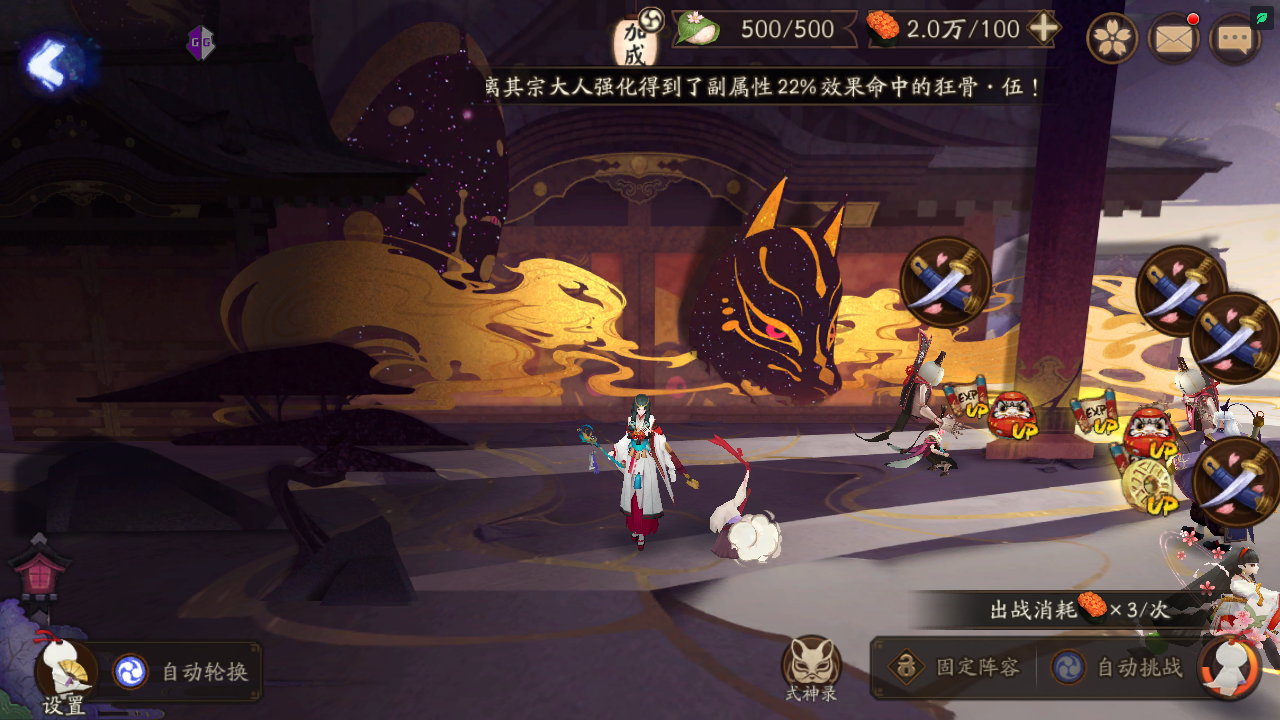 GG
加成
500/500
2.0万/100
离其宗大人强化得到了副属性22%效果命中的狂骨·伍！
EXP UP
UP
EXP UP
UP
UP
出战消耗×3/次
自动轮换
设置
式神录
固定阵容
自动挑战